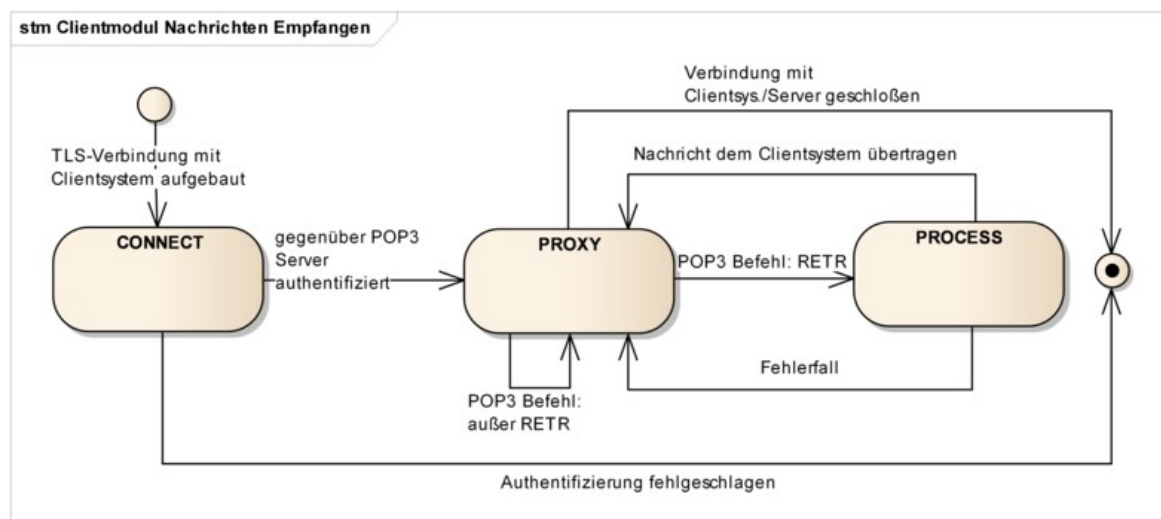 stm Clientmodul Nachrichten Empfangen
Verbindung mit
Clientsys./Server geschloßen
TLS-Verbindung mit
Clientsystem aufgebaut
Nachricht dem Clientsystem übertragen
CONNECT
gegenüber POP3
Server
authentifiziert
PROXY
POP3 Befehl: RETR
PROCESS
Fehlerfall
POP3 Befehl:
außer RETR
Authentifizierung fehlgeschlagen